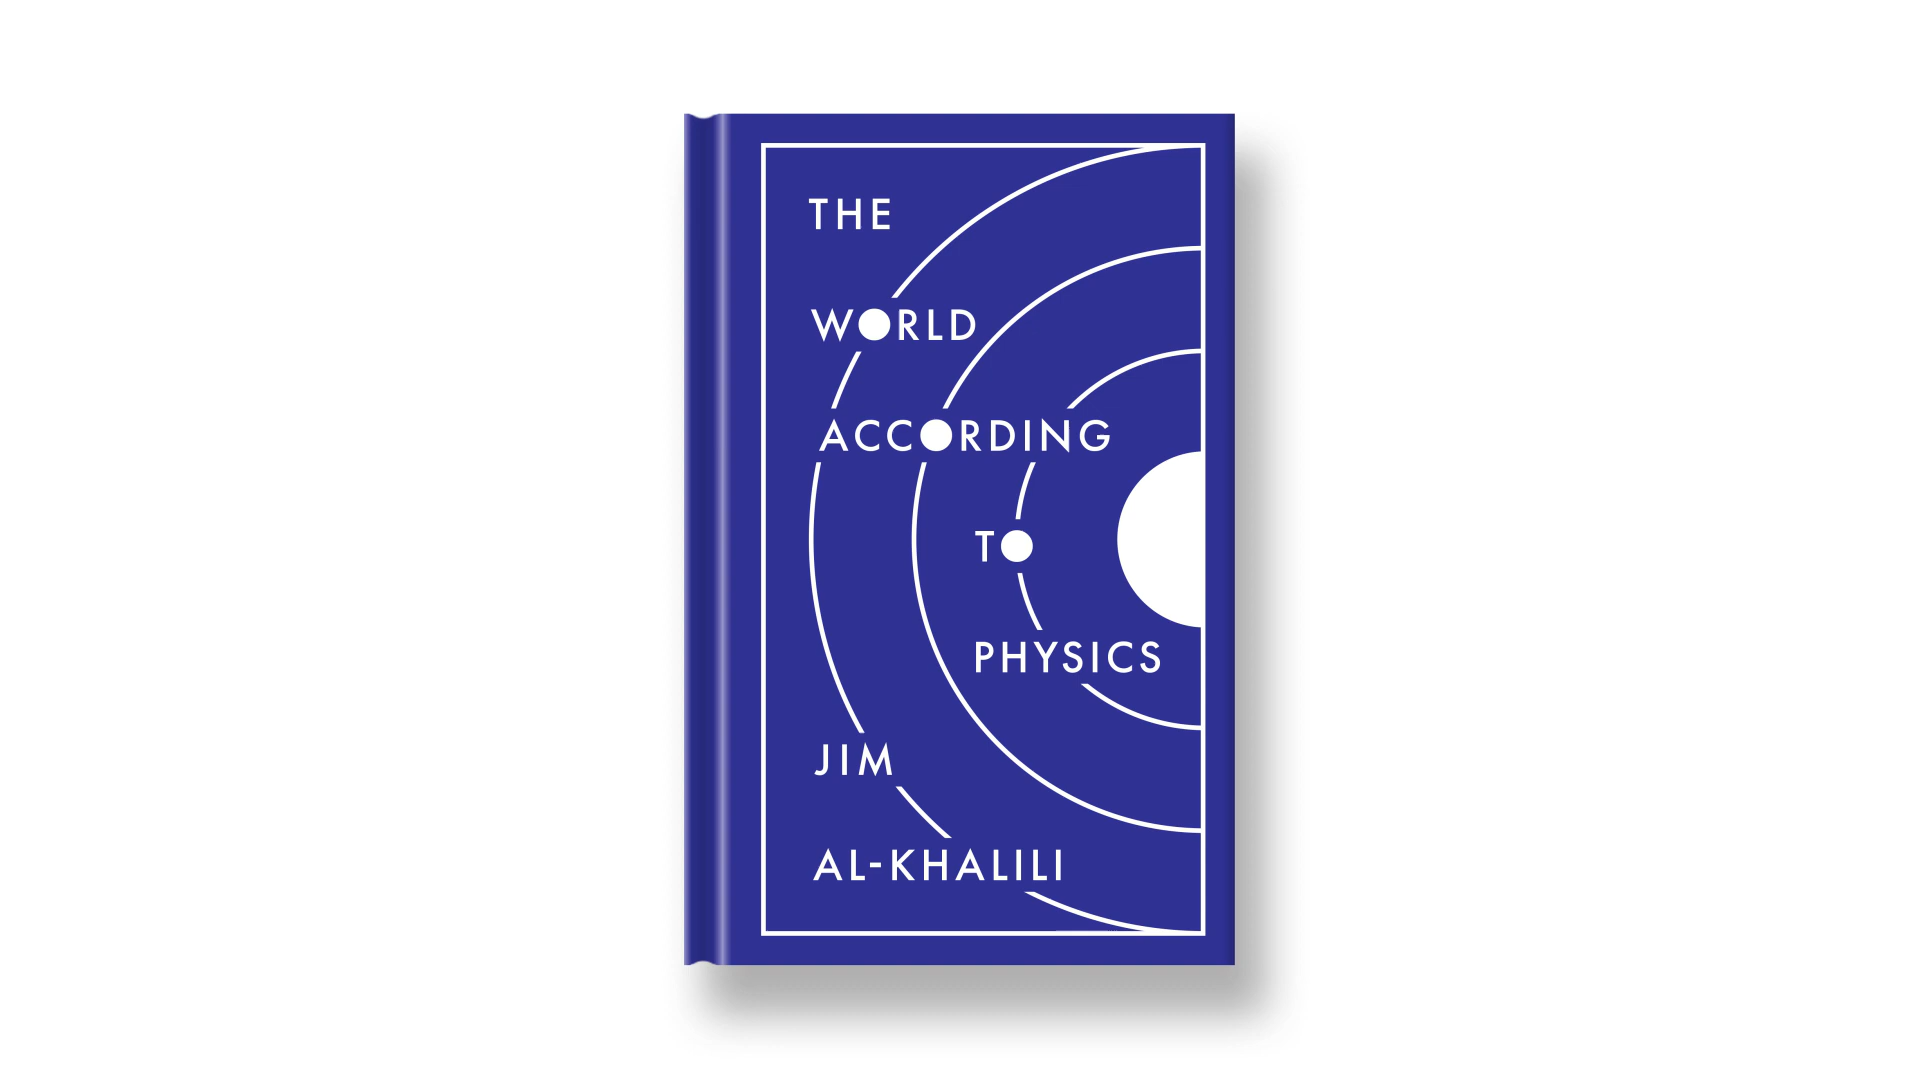 THE
WORLD
ACCORDING
TO
PHYSICS
JIM
AL-KHALILI